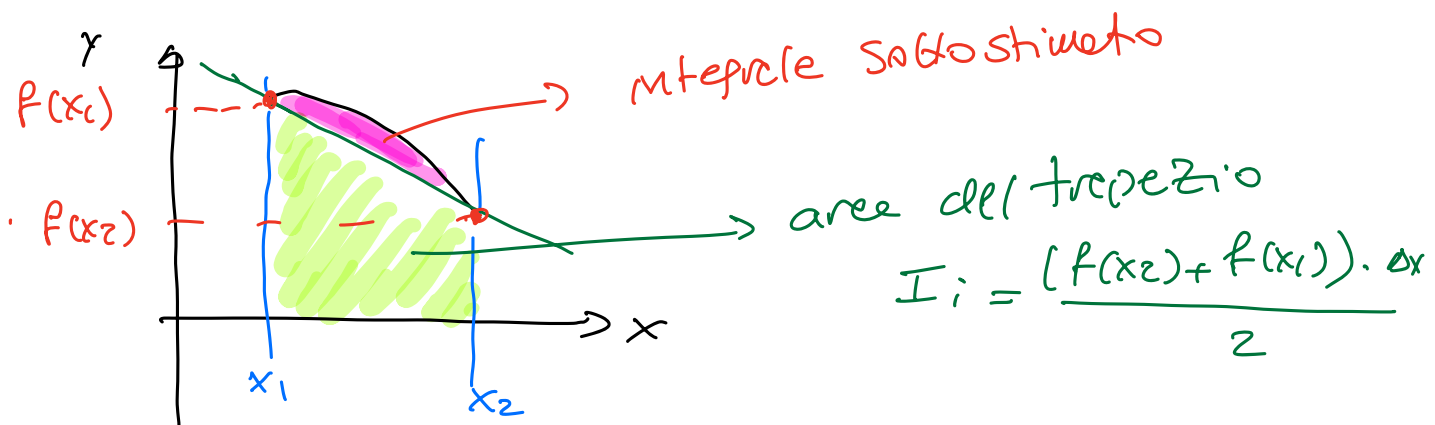 Y
f(x₁)
integrale sottostimato
f(x₂)
area del trapezio
Iᵢ = (f(x₂) + f(x₁)) · Δx
2
x
x₁
x₂